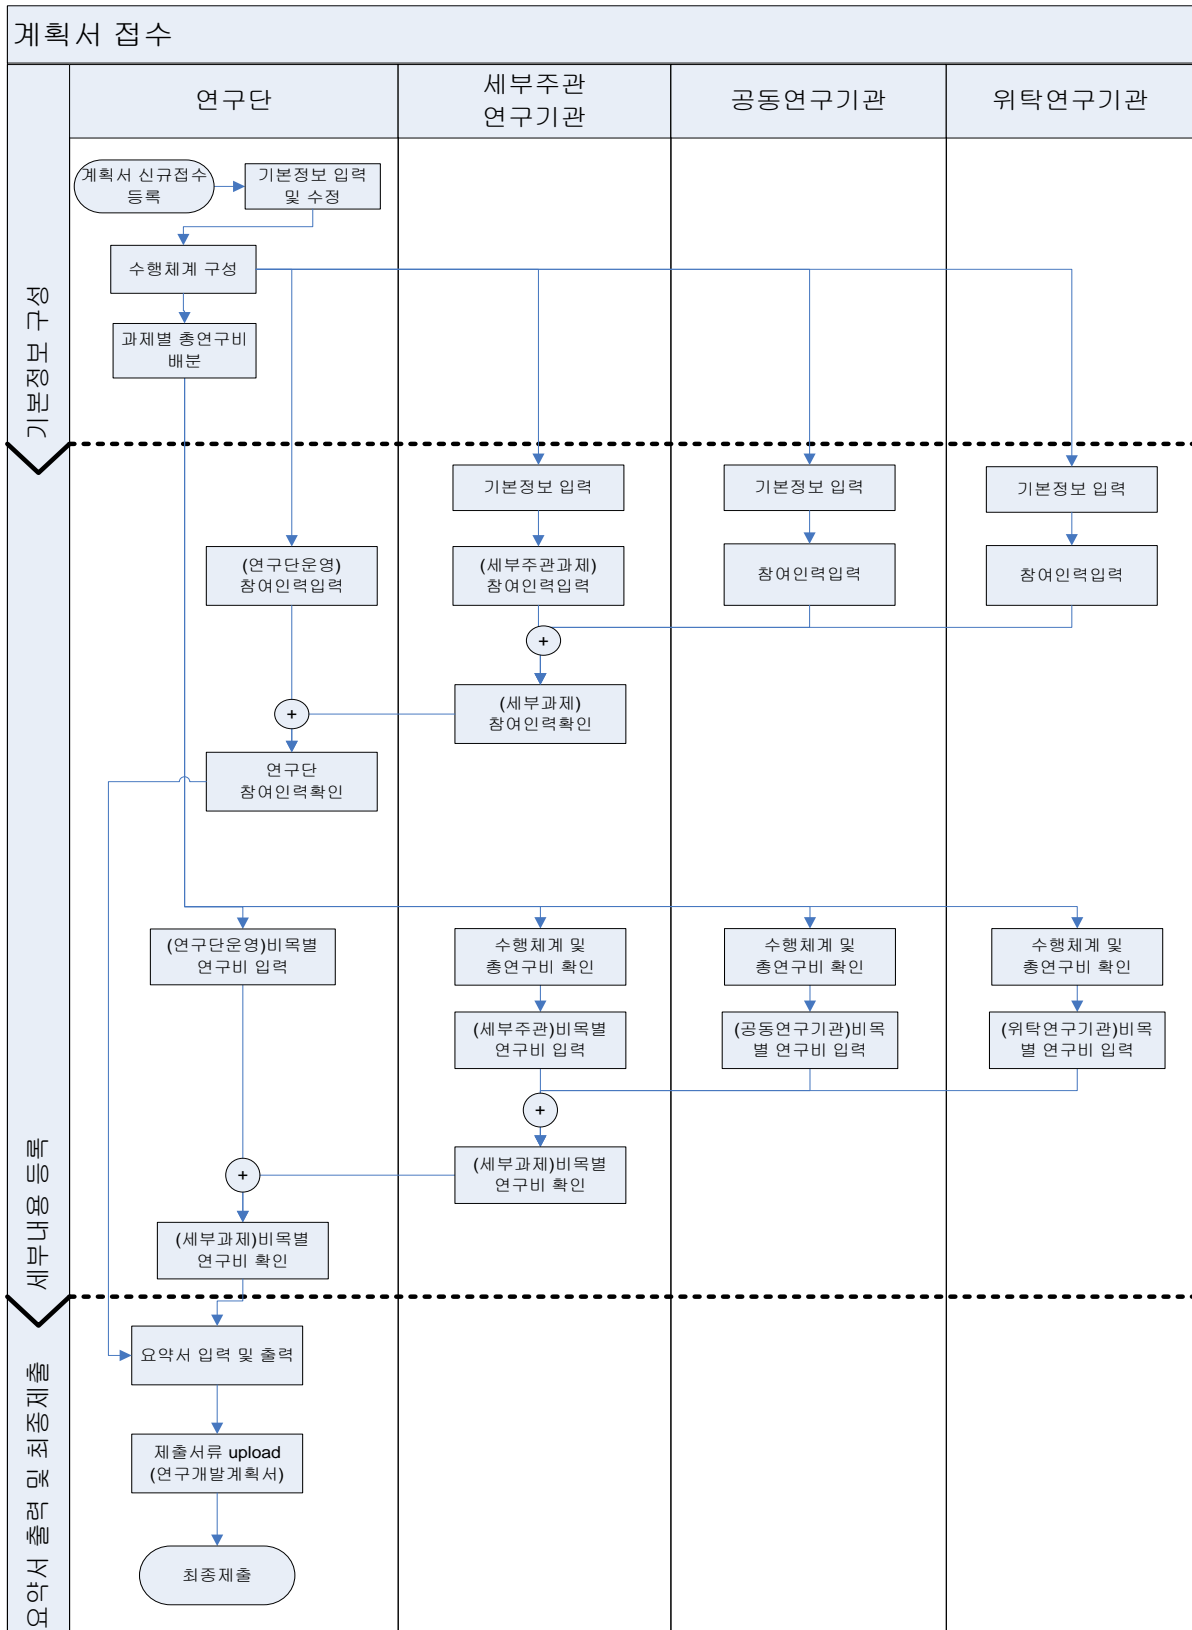 계획서 접수
연구단
세부주관
연구기관
공동연구기관
위탁연구기관
기본정보 구성
계획서 신규접수
등록
기본정보 입력
및 수정
수행체계 구성
과제별 총연구비
배분
세부내용 등록
기본정보 입력
기본정보 입력
기본정보 입력
(연구단운영)
참여인력입력
(세부주관과제)
참여인력입력
참여인력입력
참여인력입력
+
(세부과제)
참여인력확인
+
연구단
참여인력확인
(연구단운영)비목별
연구비 입력
수행체계 및
총연구비 확인
수행체계 및
총연구비 확인
수행체계 및
총연구비 확인
(세부주관)비목별
연구비 입력
(공동연구기관)비목
별 연구비 입력
(위탁연구기관)비목
별 연구비 입력
+
(세부과제)비목별
연구비 확인
+
(세부과제)비목별
연구비 확인
요약서 출력 및 최종제출
요약서 입력 및 출력
제출서류 upload
(연구개발계획서)
최종제출